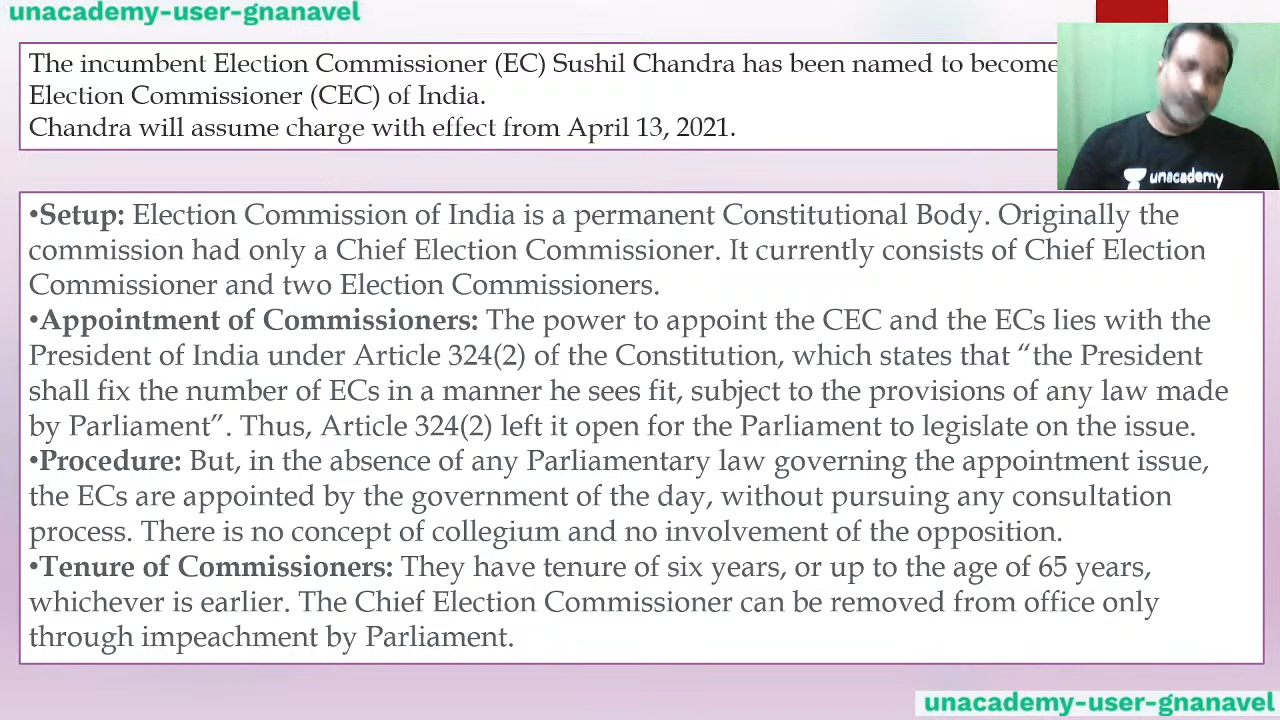 unacademy-user-gnanavel
The incumbent Election Commissioner (EC) Sushil Chandra has been named to become
Election Commissioner (CEC) of India.
Chandra will assume charge with effect from April 13, 2021.
unacademy
•Setup: Election Commission of India is a permanent Constitutional Body. Originally the
commission had only a Chief Election Commissioner. It currently consists of Chief Election
Commissioner and two Election Commissioners.
•Appointment of Commissioners: The power to appoint the CEC and the ECs lies with the
President of India under Article 324(2) of the Constitution, which states that “the President
shall fix the number of ECs in a manner he sees fit, subject to the provisions of any law made
by Parliament”. Thus, Article 324(2) left it open for the Parliament to legislate on the issue.
•Procedure: But, in the absence of any Parliamentary law governing the appointment issue,
the ECs are appointed by the government of the day, without pursuing any consultation
process. There is no concept of collegium and no involvement of the opposition.
•Tenure of Commissioners: They have tenure of six years, or up to the age of 65 years,
whichever is earlier. The Chief Election Commissioner can be removed from office only
through impeachment by Parliament.
unacademy-user-gnanavel